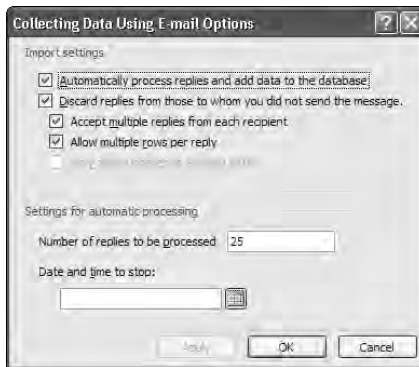 Collecting Data Using E-mail Options
Import settings
Automatically process replies and add data to the database
Discard replies from those to whom you did not send the message.
Accept multiple replies from each recipient
Allow multiple rows per reply
Settings for automatic processing
Number of replies to be processed 25
Date and time to stop:
Apply OK Cancel